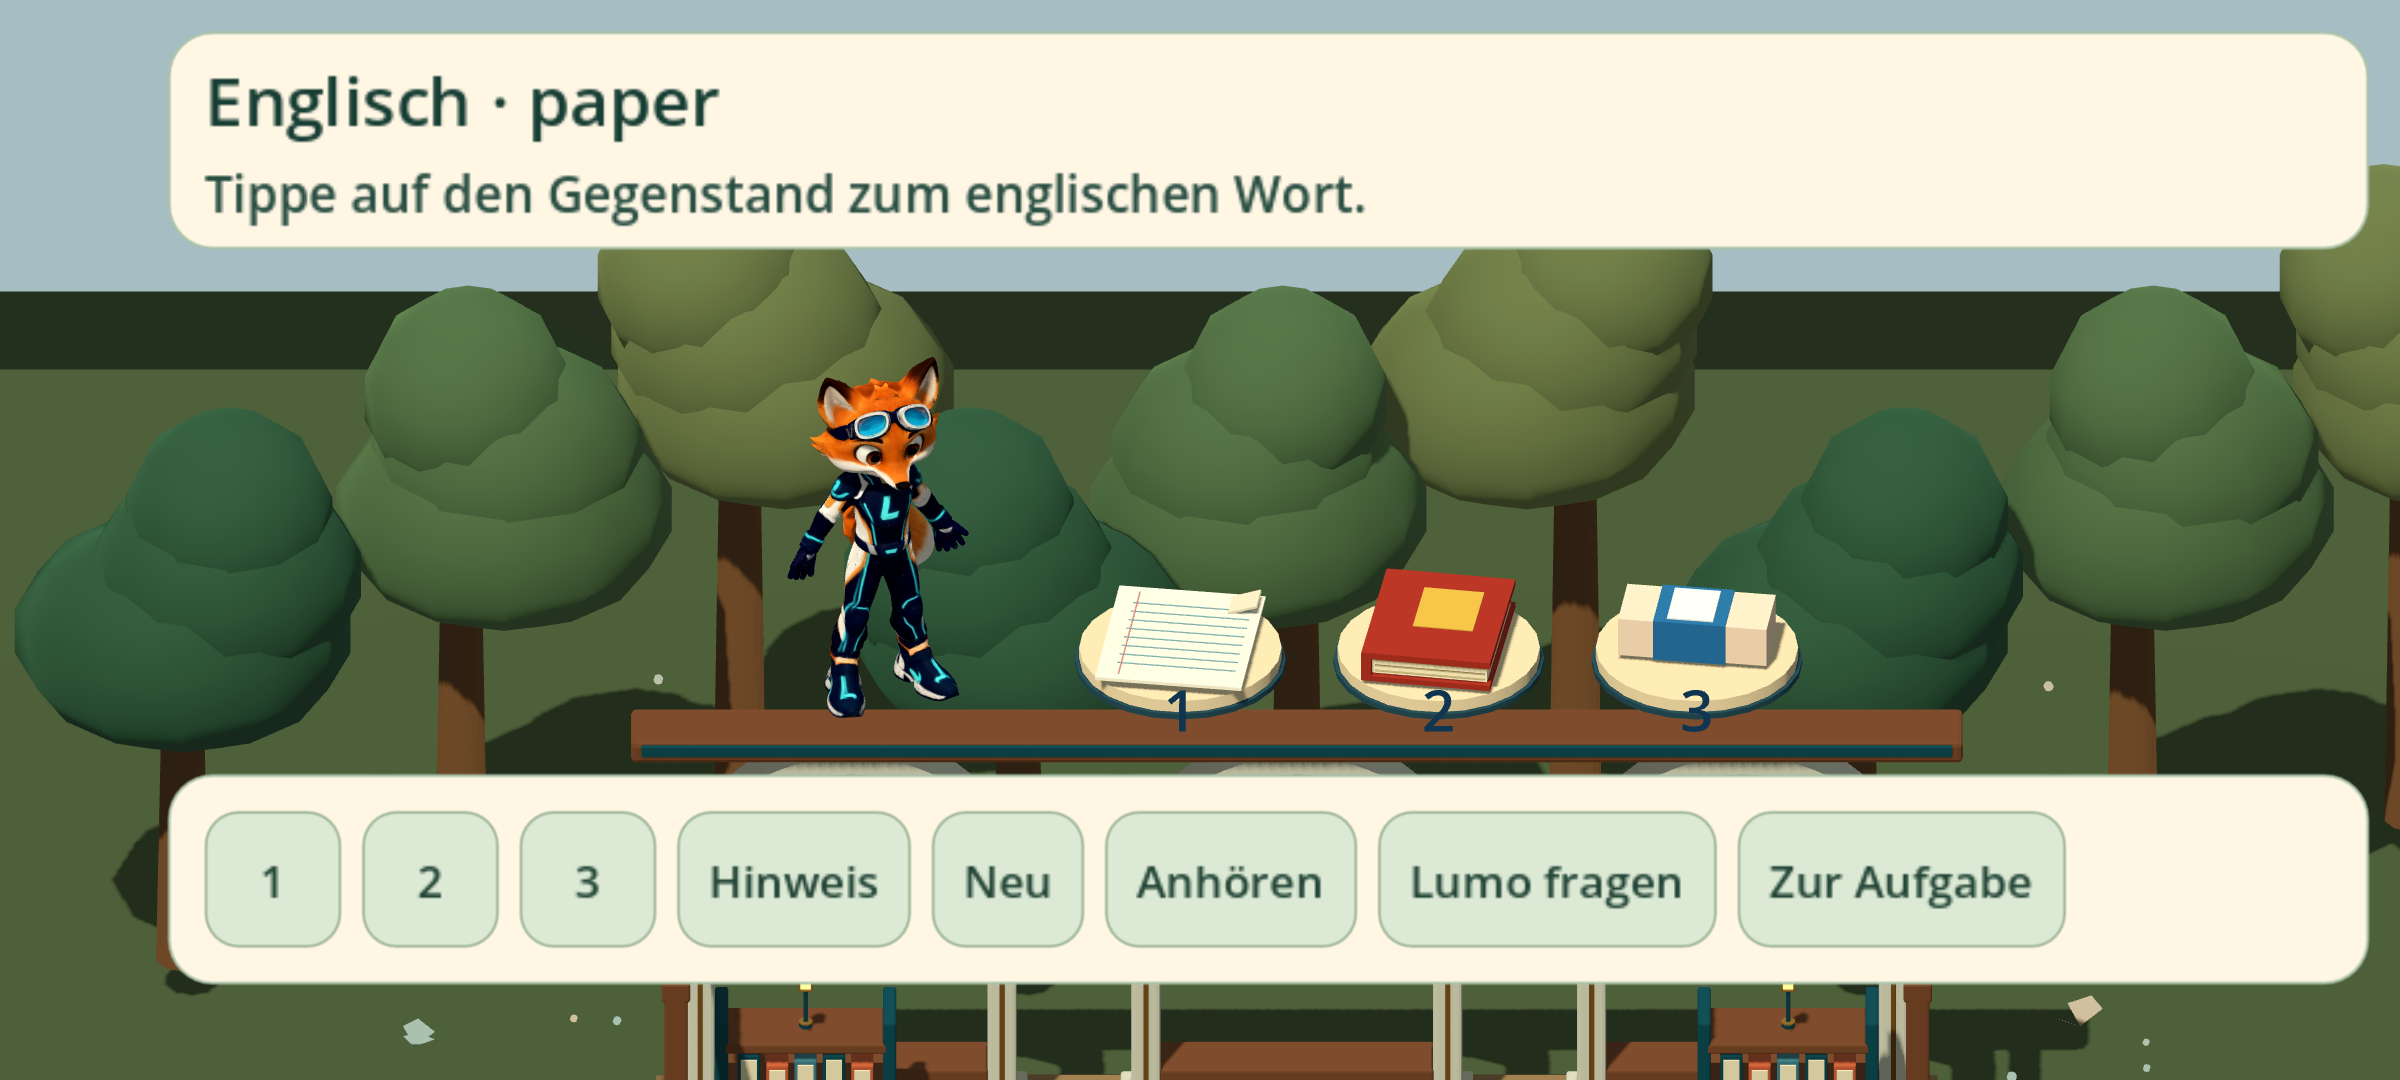 Englisch · paper
Tippe auf den Gegenstand zum englischen Wort.
L
L
1
2
3
1
2
3
Hinweis
Neu
Anhören
Lumo fragen
Zur Aufgabe